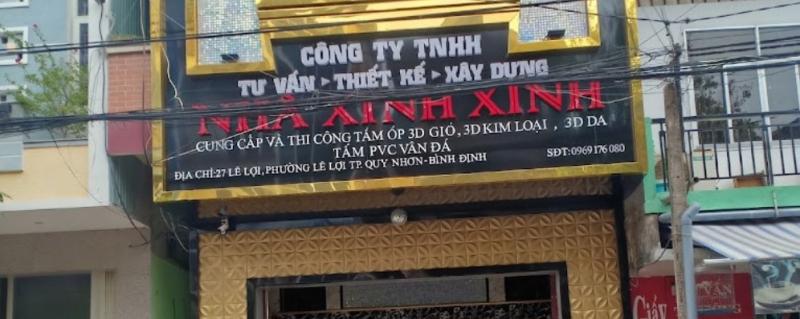 CÔNG TY TNHH
TƯ VẤN - THIẾT KẾ - XÂY DỰNG
NHÀ XINH XINH
CUNG CẤP VÀ THI CÔNG TẤM ỐP 3D GIỎ, 3D KIM LOẠI , 3D DA
TẤM PVC VÂN ĐÁ
ĐỊA CHỈ:27 LÊ LỢI, PHƯỜNG LÊ LỢI TP. QUY NHƠN-BÌNH ĐỊNH SĐT:0969 176 080
Giấy